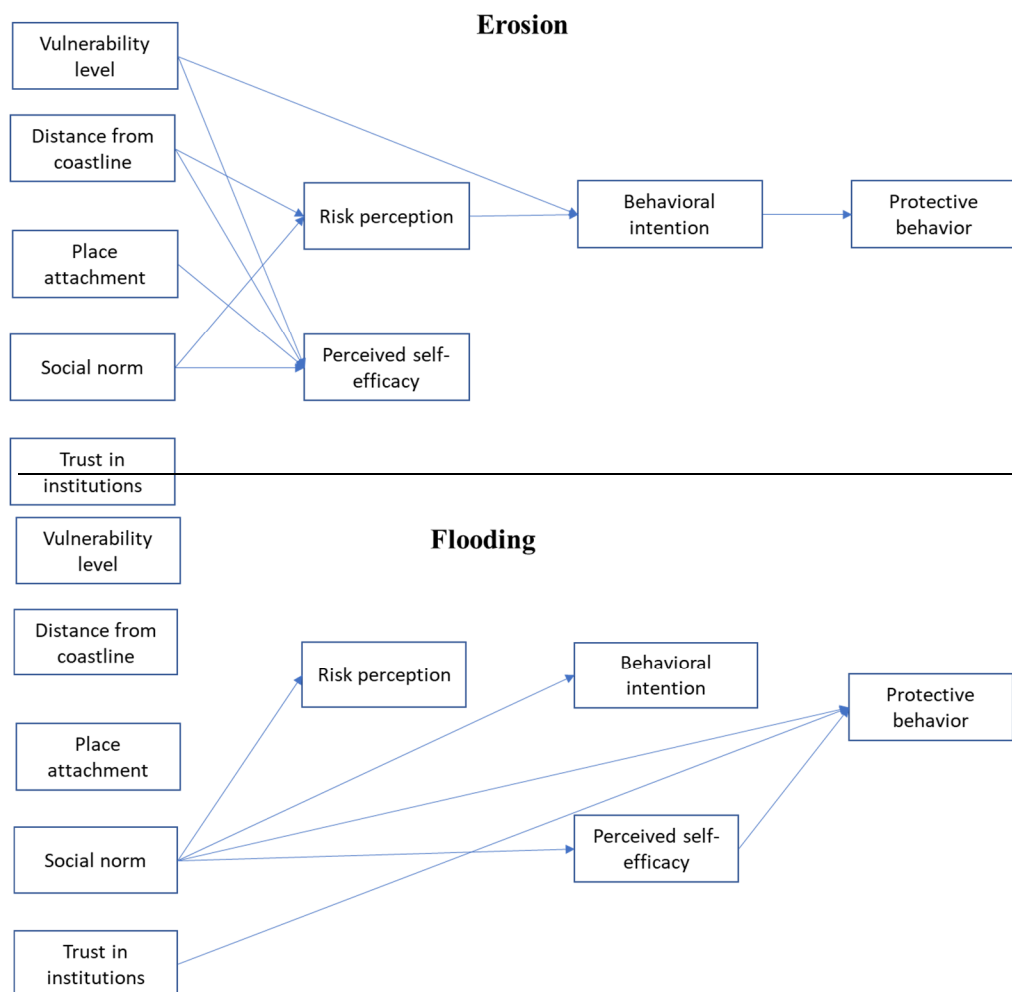 Erosion
Vulnerability
level
Distance from
coastline
Place
attachment
Social norm
Trust in
institutions
Risk perception
Perceived self-
efficacy
Behavioral
intention
Protective
behavior
Flooding
Vulnerability
level
Distance from
coastline
Place
attachment
Social norm
Trust in
institutions
Risk perception
Behavioral
intention
Perceived self-
efficacy
Protective
behavior